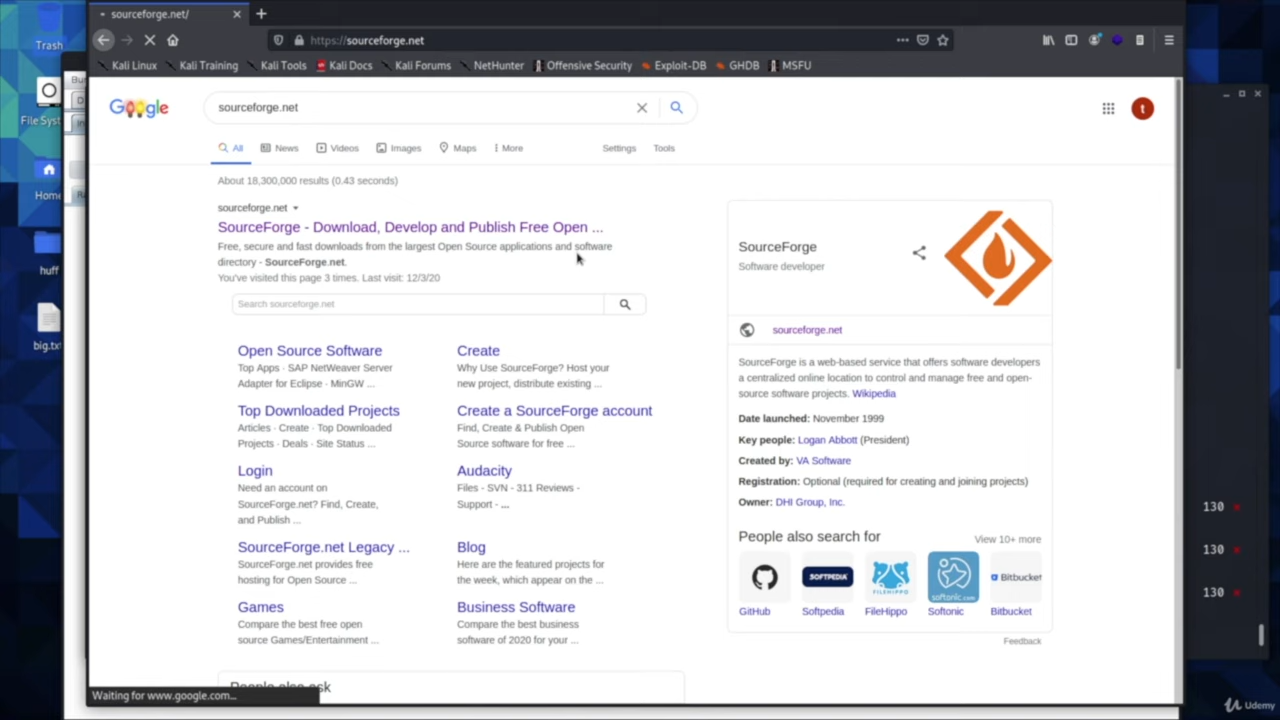 sourceforge.net/
Trash
https://sourceforge.net
Kali Linux
Kali Training
Kali Tools
Kali Docs
Kali Forums
NetHunter
Offensive Security
Exploit-DB
GHDB
MSFU
Google
sourceforge.net
t
File
Home
huff
All
News
Videos
Images
Maps
More
Settings
Tools
About 18,300,000 results (0.43 seconds)
sourceforge.net
SourceForge - Download, Develop and Publish Free Open ...
Free, secure and fast downloads from the largest Open Source applications and software
directory - SourceForge.net.
You've visited this page 3 times. Last visit: 12/3/20
Search sourceforge.net
Open Source Software
Top Apps · SAP NetWeaver Server
Adapter for Eclipse · MinGW ...
Create
Why Use SourceForge? Host your
new project, distribute existing ...
Top Downloaded Projects
Articles · Create · Top Downloaded
Projects · Deals · Site Status ...
Create a SourceForge account
Find, Create & Publish Open
Source software for free ...
Login
Need an account on
SourceForge.net? Find, Create,
and Publish ...
Audacity
Files - SVN - 311 Reviews -
Support - ...
SourceForge.net Legacy ...
SourceForge.net provides free
hosting for Open Source ...
Blog
Here are the featured projects for
the week, which appear on the ...
Games
Compare the best free open
source Games/Entertainment ...
Business Software
Compare the best business
software of 2020 for your ...
People also ask
SourceForge
Software developer
sourceforge.net
SourceForge is a web-based service that offers software developers
a centralized online location to control and manage free and open-
source software projects. Wikipedia
Date launched: November 1999
Key people: Logan Abbott (President)
Created by: VA Software
Registration: Optional (required for creating and joining projects)
Owner: DHI Group, Inc.
People also search for
View 10+ more
SOFTPEDIA
FILEHIPPO
softonic.com
Bitbucket
GitHub
Softpedia
FileHippo
Softonic
Bitbucket
Feedback
130
130
130
Waiting for www.google.com...
Udemy